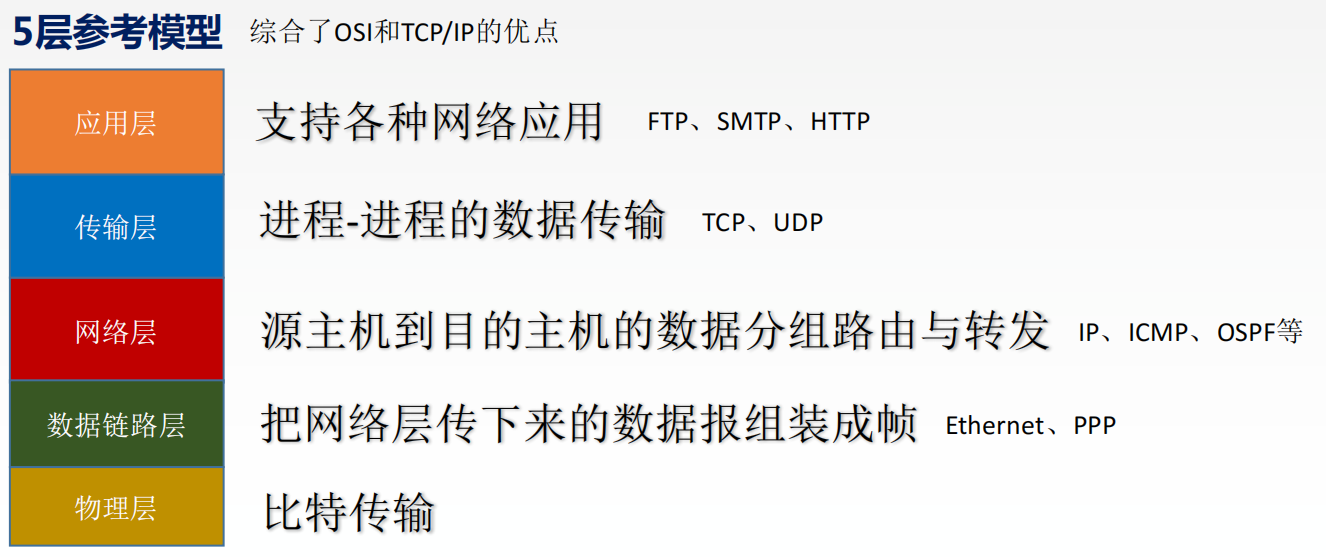 5层参考模型 综合了OSI和TCP/IP的优点
应用层 支持各种网络应用 FTP、SMTP、HTTP
传输层 进程-进程的数据传输 TCP、UDP
网络层 源主机到目的主机的数据分组路由与转发 IP、ICMP、OSPF等
数据链路层 把网络层传下来的数据报组装成帧 Ethernet、PPP
物理层 比特传输